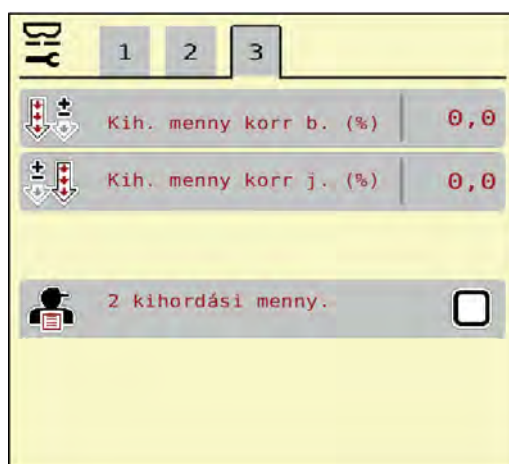 1 2 3
Kih. menny korr b. (%) 0,0
Kih. menny korr j. (%) 0,0
2 kihordási menny.